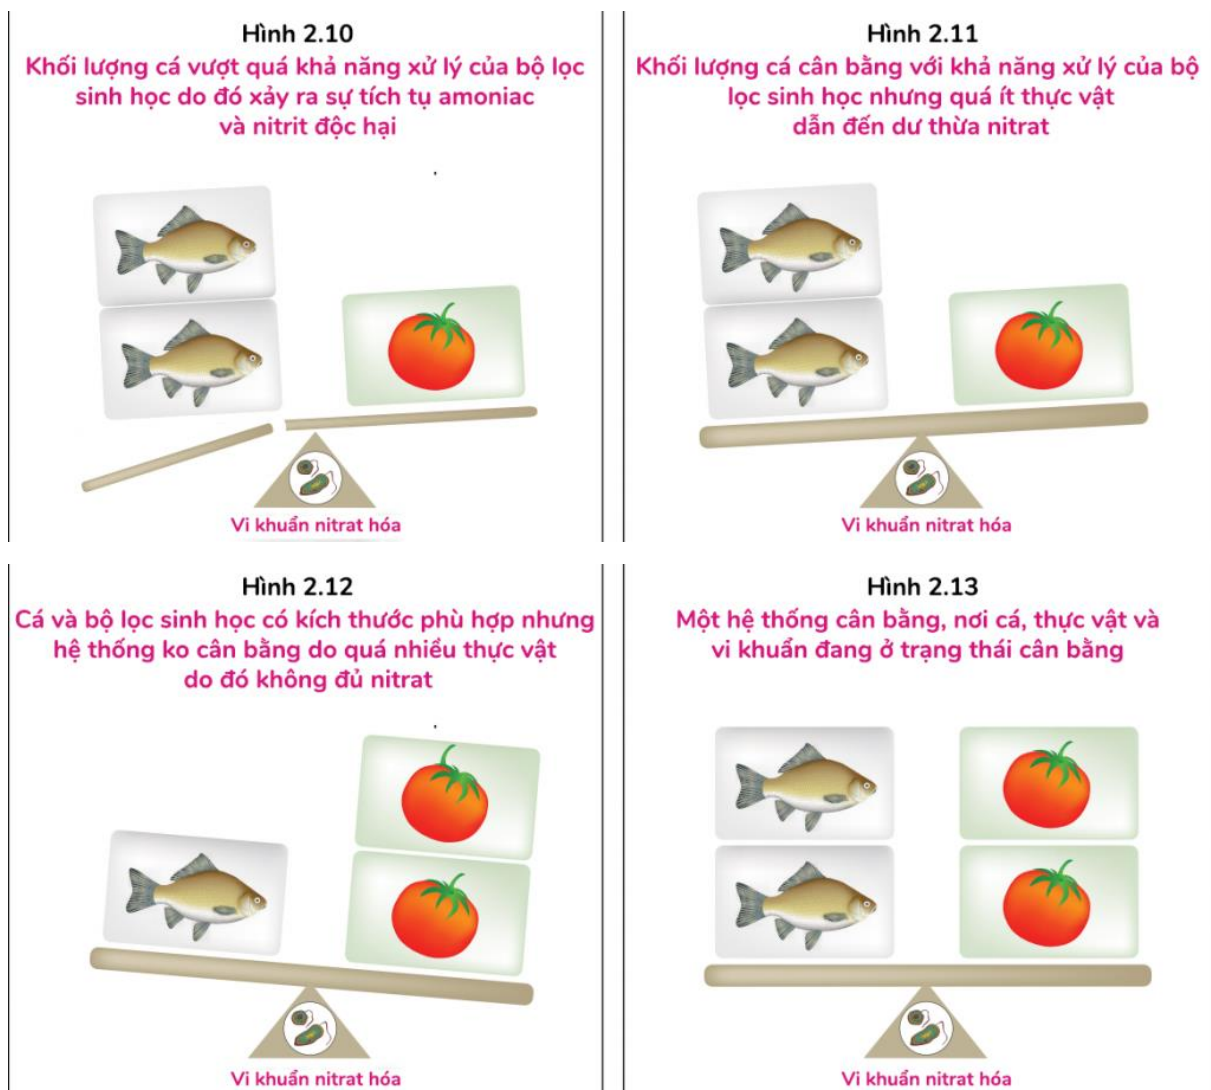 Hình 2.10
Khối lượng cá vượt quá khả năng xử lý của bộ lọc
sinh học do đó xảy ra sự tích tụ amoniac
và nitrit độc hại
Vi khuẩn nitrat hóa
Hình 2.11
Khối lượng cá cân bằng với khả năng xử lý của bộ
lọc sinh học nhưng quá ít thực vật
dẫn đến dư thừa nitrat
Vi khuẩn nitrat hóa
Hình 2.12
Cá và bộ lọc sinh học có kích thước phù hợp nhưng
hệ thống ko cân bằng do quá nhiều thực vật
do đó không đủ nitrat
Vi khuẩn nitrat hóa
Hình 2.13
Một hệ thống cân bằng, nơi cá, thực vật và
vi khuẩn đang ở trạng thái cân bằng
Vi khuẩn nitrat hóa